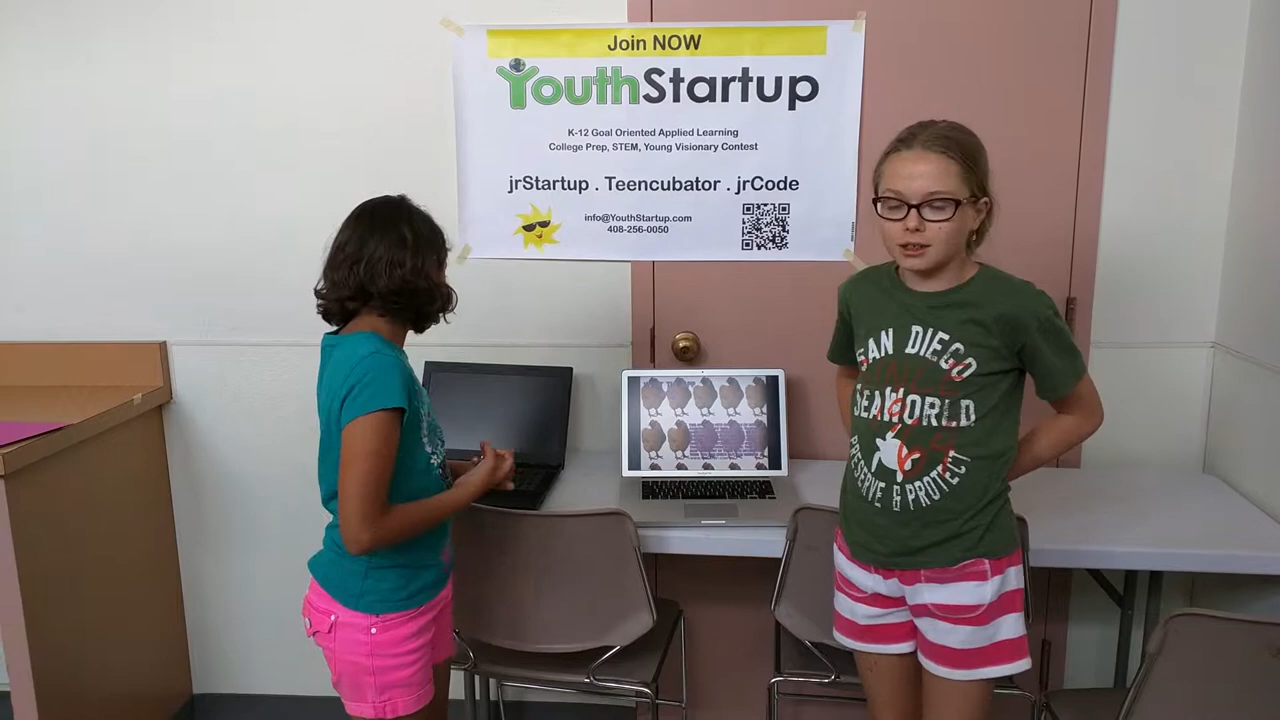 Join NOW
YouthStartup
K-12 Goal Oriented Applied Learning
College Prep, STEM, Young Visionary Contest
jrStartup . Teencubator . jrCode
info@YouthStartup.com
408-256-0050
SAN DIEGO
SEAWORLD
PRESERVE & PROTECT